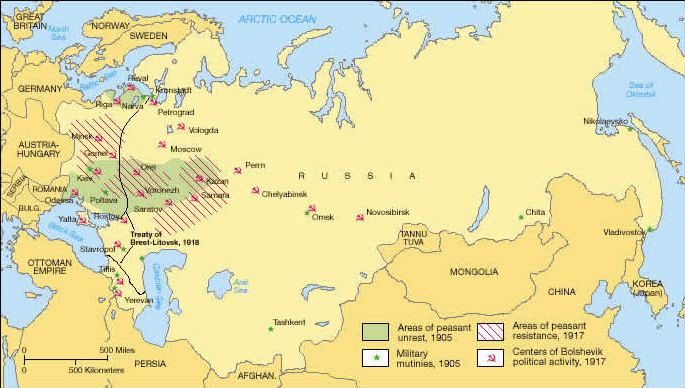 GREAT
BRITAIN
North
Sea
NORWAY
SWEDEN
ARCTIC OCEAN
Baltic Sea
GERMANY
Reval
Kronstadt
Riga
Narva
Petrograd
Vologda
Moscow
Minsk
Gomel
AUSTRIA-
HUNGARY
Kiev
Orel
Kazan
Perm
R U S S I A
Sea of
Okhotsk
Nikolaevsko
SERBIA
ROMANIA
Odessa
Poltava
Voronezh
Samara
Chelyabinsk
Saratov
BULG.
Yalta
Rostov
Omsk
Novosibirsk
Chita
Vladivostok
Black Sea
Treaty of
Brest-Litovsk, 1918
Stavropol
TANNU
TUVA
MONGOLIA
OTTOMAN
EMPIRE
Tiflis
Caspian Sea
Aral
Sea
Yerevan
CHINA
KOREA
(Japan)
Tashkent
PERSIA
AFGHAN.
0 500 Miles
0 500 Kilometers
Areas of peasant
unrest, 1905
Areas of peasant
resistance, 1917
Military
mutinies, 1905
Centers of Bolshevik
political activity, 1917